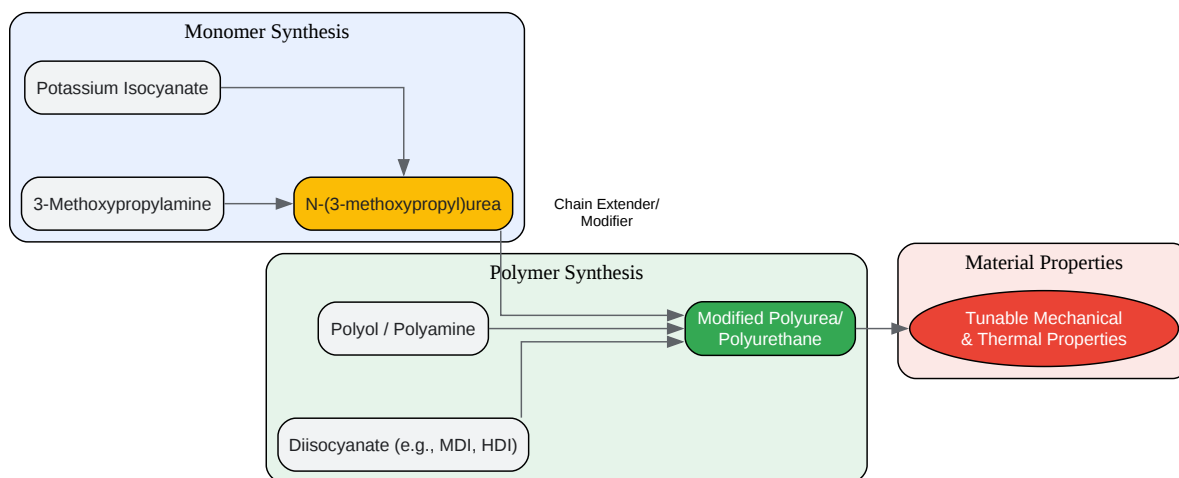 Monomer Synthesis
Potassium Isocyanate
3-Methoxypropylamine
N-(3-methoxypropyl)urea
Chain Extender/
Modifier
Polymer Synthesis
Polyol / Polyamine
Diisocyanate (e.g., MDI, HDI)
Modified Polyurea/
Polyurethane
Material Properties
Tunable Mechanical
& Thermal Properties